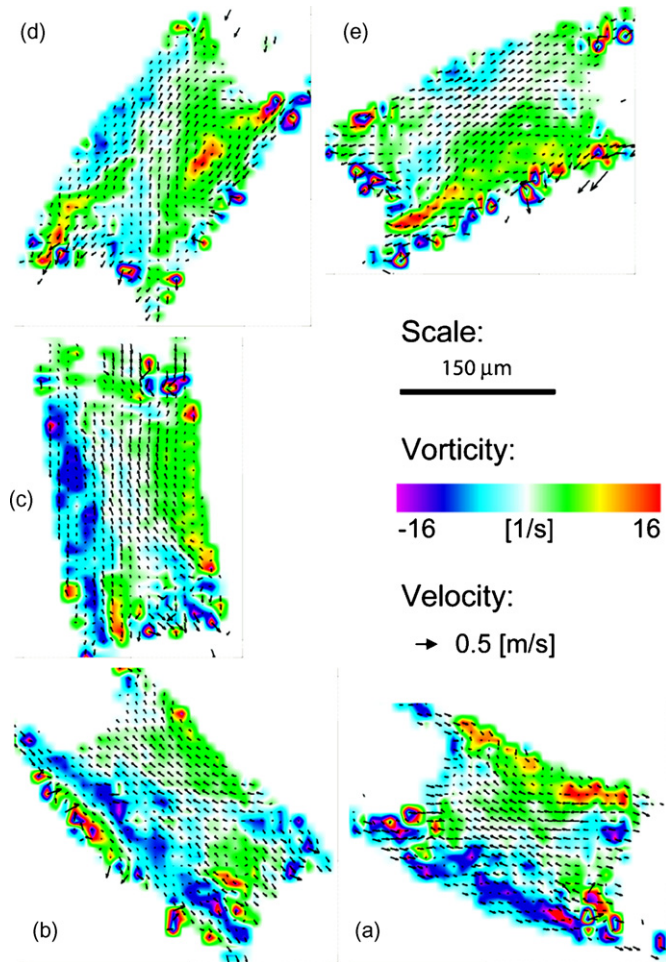 (d)
(e)
Scale:
150 μm
(c)
Vorticity:
-16 [1/s] 16
Velocity:
0.5 [m/s]
(b)
(a)